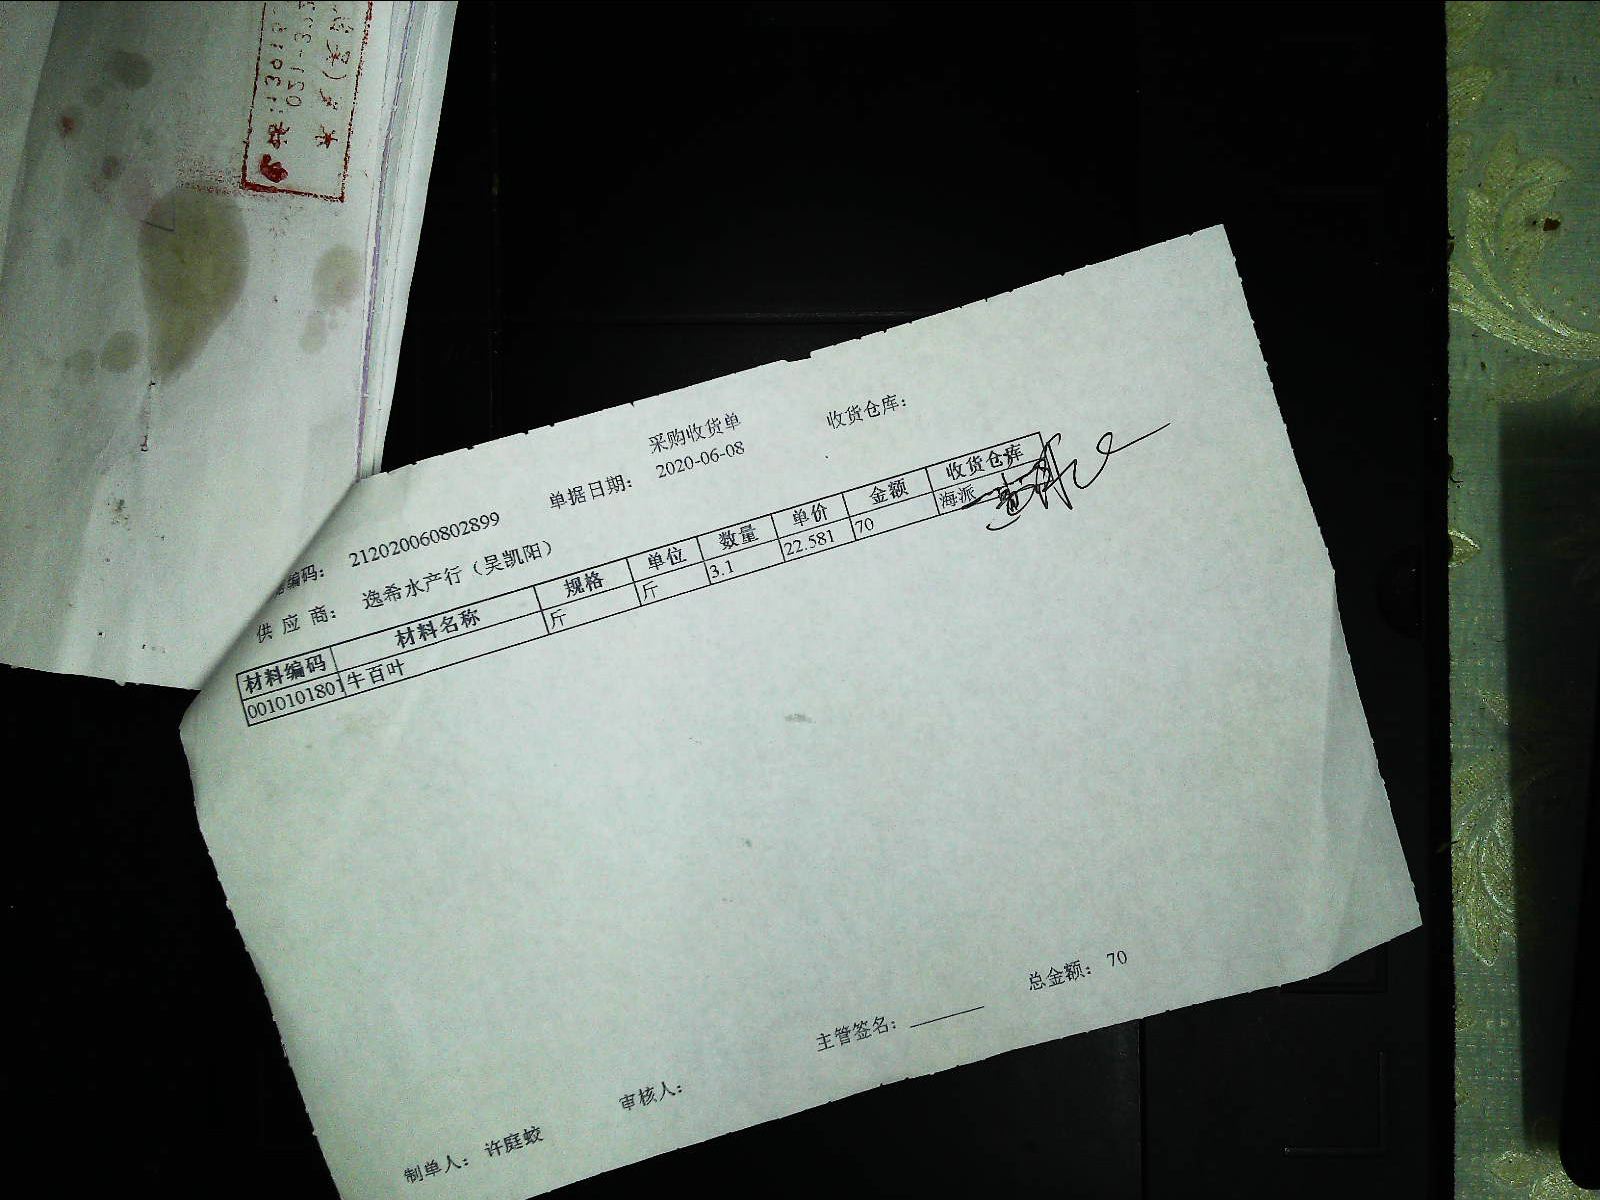 采购收货单
收货仓库：
编码： 212020060802899
单据日期： 2020-06-08
供 应 商： 逸希水产行（吴凯阳）
材料编码 材料名称 规格 单位 数量 单价 金额 收货仓库
0010101801 牛百叶 斤 斤 3.1 22.581 70 海派
主管签名： 总金额： 70
制单人： 许庭蛟 审核人：